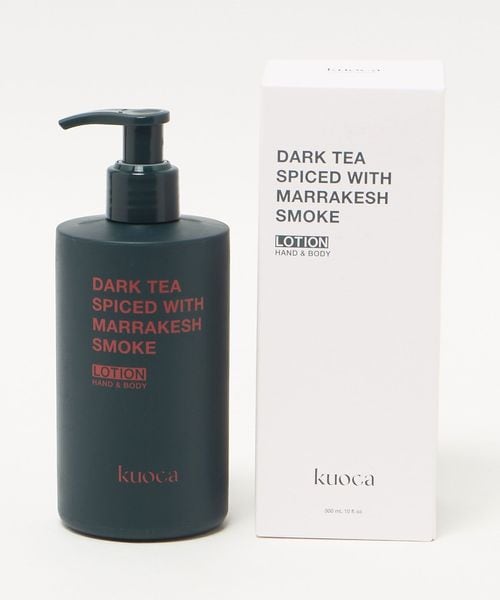 DARK TEA
SPICED WITH
MARRAKESH
SMOKE
LOTION
HAND & BODY
kuoca
kuoca
DARK TEA
SPICED WITH
MARRAKESH
SMOKE
LOTION
HAND & BODY
kuoca
300 mL 10 fl oz